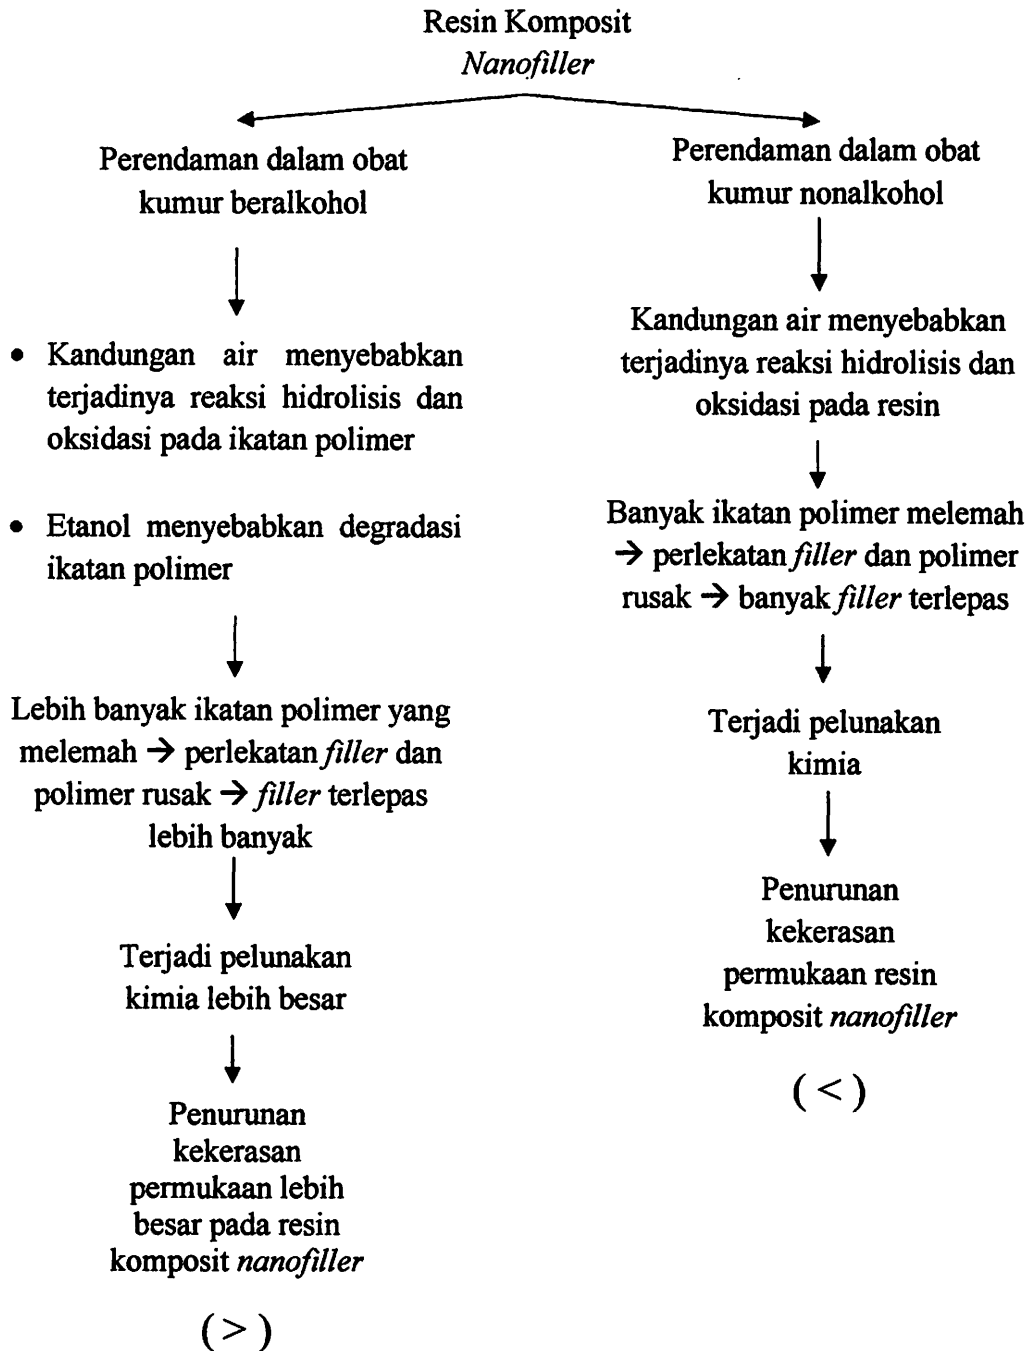 Resin Komposit
Nanofiller
Perendaman dalam obat
kumur beralkohol
• Kandungan air menyebabkan
terjadinya reaksi hidrolisis dan
oksidasi pada ikatan polimer
• Etanol menyebabkan degradasi
ikatan polimer
Lebih banyak ikatan polimer yang
melemah → perlekatan filler dan
polimer rusak → filler terlepas
lebih banyak
Terjadi pelunakan
kimia lebih besar
Penurunan
kekerasan
permukaan lebih
besar pada resin
komposit nanofiller
( > )
Perendaman dalam obat
kumur nonalkohol
Kandungan air menyebabkan
terjadinya reaksi hidrolisis dan
oksidasi pada resin
Banyak ikatan polimer melemah
→ perlekatan filler dan polimer
rusak → banyak filler terlepas
Terjadi pelunakan
kimia
Penurunan
kekerasan
permukaan resin
komposit nanofiller
( < )